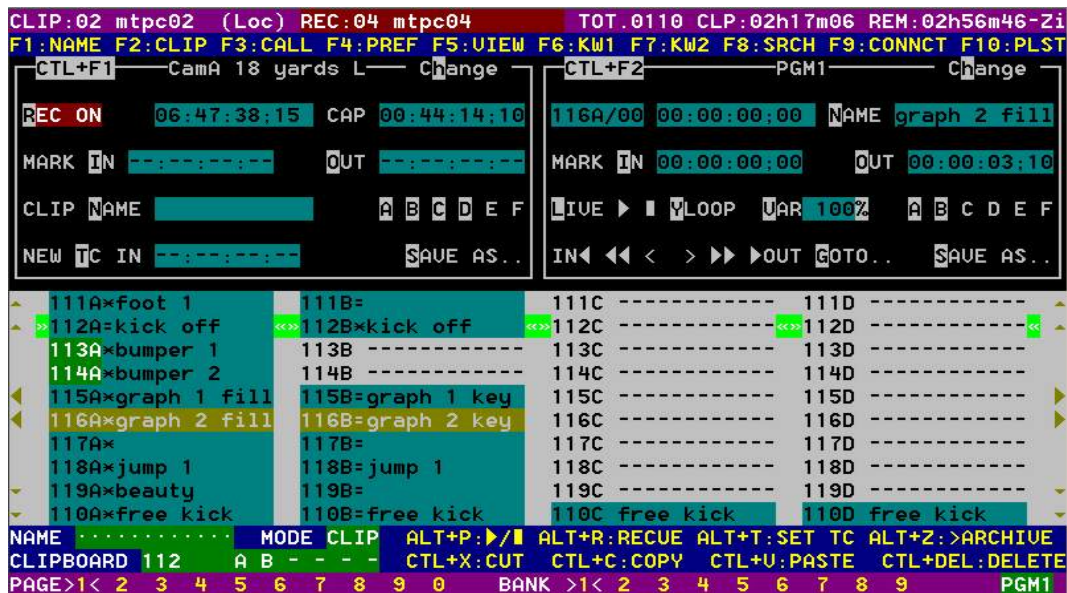 CLIP:02 mtpc02 (Loc) REC:04 mtpc04 TOT.0110 CLP:02h17m06 REM:02h56m46-Zi
F1:NAME F2:CLIP F3:CALL F4:PREF F5:VIEW F6:KW1 F7:KW2 F8:SRCH F9:CONNCT F10:PLST
CTL+F1 CamA 18 yards L Change CTL+F2 PGM1 Change
REC ON 06:47:38:15 CAP 00:44:14:10 116A/00 00:00:00:00 NAME graph 2 fill
MARK IN --:--:--:-- OUT --:--:--:-- MARK IN 00:00:00:00 OUT 00:00:03:10
CLIP NAME A B C D E F LIVE ▶ ▮ YLOOP VAR 100% A B C D E F
NEW TC IN --:--:--:-- SAVE AS.. IN◀ ◀◀ < > ▶▶ ▶OUT GOTO.. SAVE AS..
111A*foot 1 111B= 111C ------------ 111D ------------
»112A=kick off «»112B*kick off «»112C ------------«»112D ------------«
113A*bumper 1 113B ------------ 113C ------------ 113D ------------
114A*bumper 2 114B ------------ 114C ------------ 114D ------------
115A*graph 1 fill 115B=graph 1 key 115C ------------ 115D ------------
116A*graph 2 fill 116B=graph 2 key 116C ------------ 116D ------------
117A* 117B= 117C ------------ 117D ------------
118A*jump 1 118B=jump 1 118C ------------ 118D ------------
119A*beauty 119B= 119C ------------ 119D ------------
110A*free kick 110B=free kick 110C free kick 110D free kick
NAME ············ MODE CLIP ALT+P:▶/▮ ALT+R:RECUE ALT+T:SET TC ALT+Z:>ARCHIVE
CLIPBOARD 112 A B - - - - CTL+X:CUT CTL+C:COPY CTL+V:PASTE CTL+DEL:DELETE
PAGE>1< 2 3 4 5 6 7 8 9 0 BANK >1< 2 3 4 5 6 7 8 9 PGM1